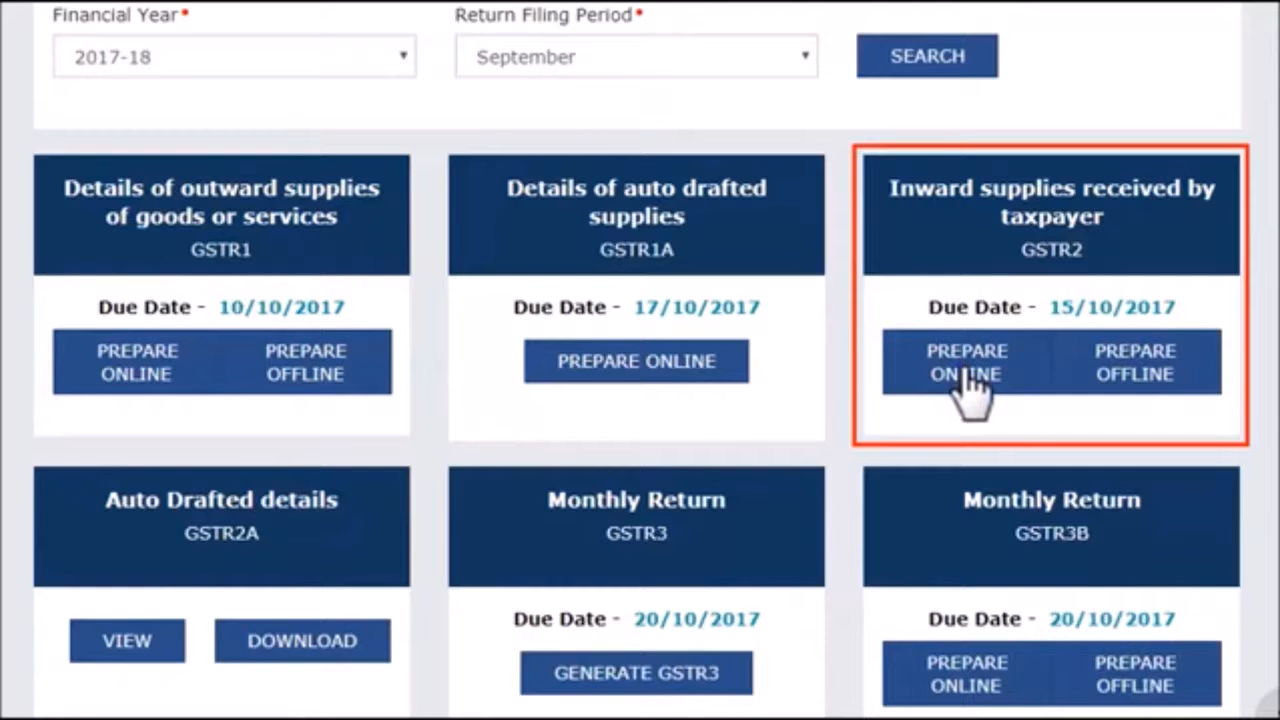 Financial Year*
Return Filing Period*
2017-18
September
SEARCH
Details of outward supplies
of goods or services
GSTR1
Due Date - 10/10/2017
PREPARE
ONLINE
PREPARE
OFFLINE
Details of auto drafted
supplies
GSTR1A
Due Date - 17/10/2017
PREPARE ONLINE
Inward supplies received by
taxpayer
GSTR2
Due Date - 15/10/2017
PREPARE
ONLINE
PREPARE
OFFLINE
Auto Drafted details
GSTR2A
VIEW
DOWNLOAD
Monthly Return
GSTR3
Due Date - 20/10/2017
GENERATE GSTR3
Monthly Return
GSTR3B
Due Date - 20/10/2017
PREPARE
ONLINE
PREPARE
OFFLINE